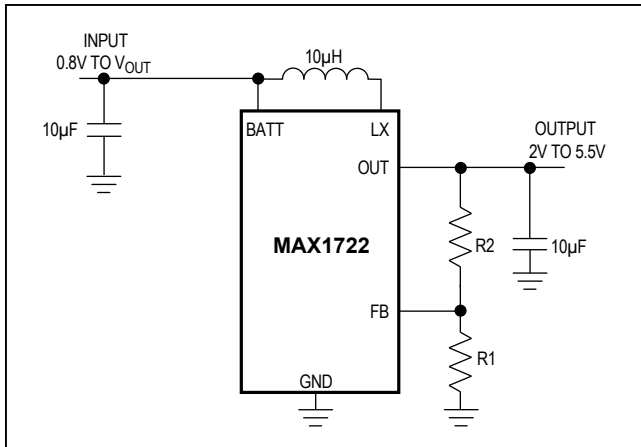 INPUT
0.8V TO VOUT
10µH
10µF
BATT
LX
OUT
OUTPUT
2V TO 5.5V
MAX1722
R2
10µF
FB
R1
GND